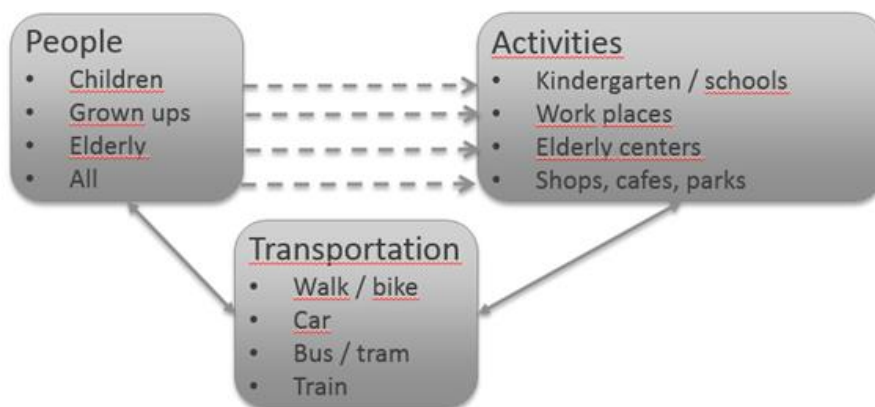 People
• Children
• Grown ups
• Elderly
• All
Activities
• Kindergarten / schools
• Work places
• Elderly centers
• Shops, cafes, parks
Transportation
• Walk / bike
• Car
• Bus / tram
• Train